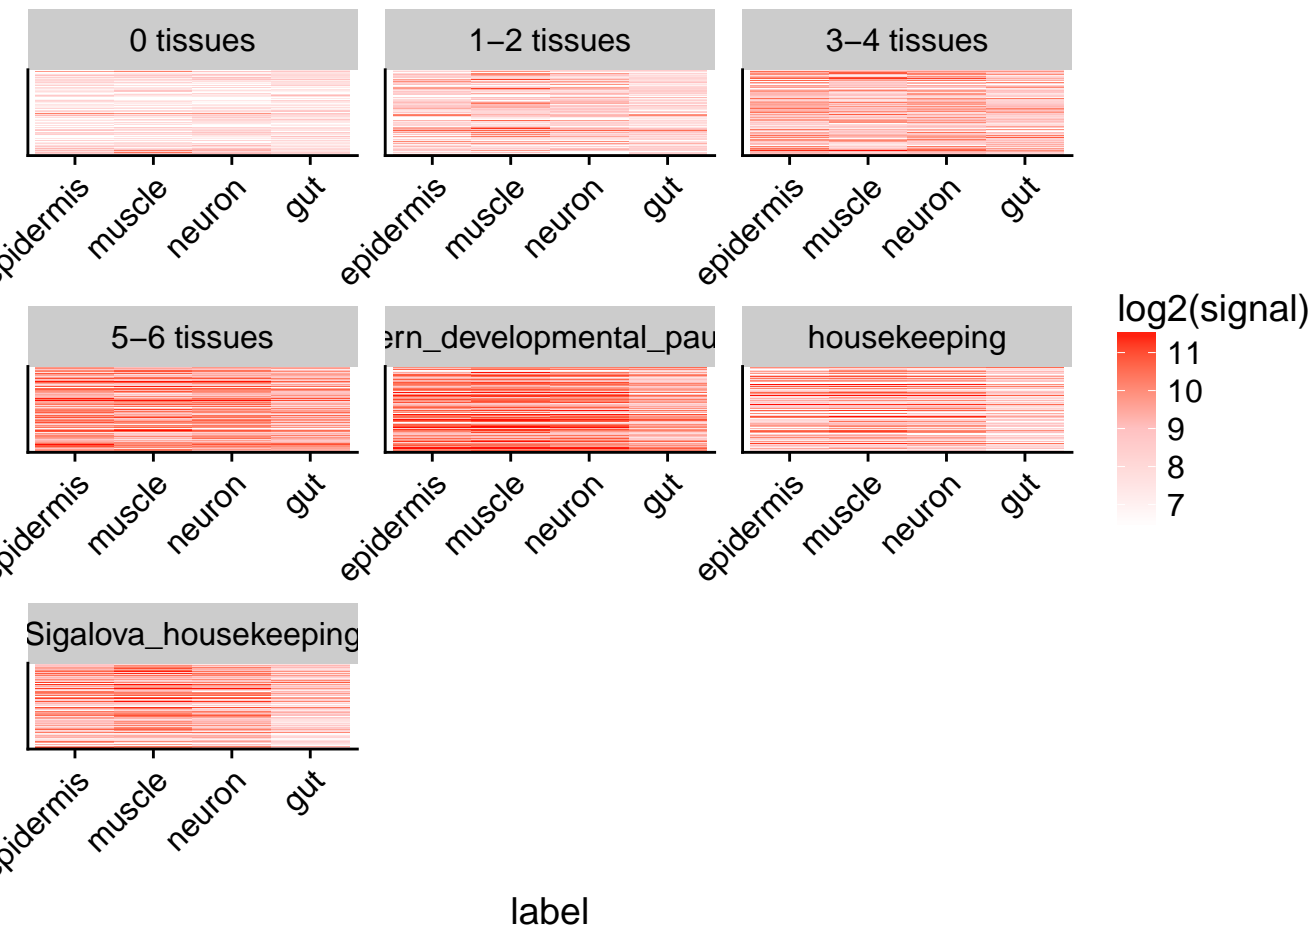 0 tissues
1−2 tissues
3−4 tissues
epidermis
muscle
neuron
gut
epidermis
muscle
neuron
gut
epidermis
muscle
neuron
gut
5−6 tissues
ern_developmental_pau
housekeeping
epidermis
muscle
neuron
gut
epidermis
muscle
neuron
gut
epidermis
muscle
neuron
gut
log2(signal)
11
10
9
8
7
Sigalova_housekeeping
epidermis
muscle
neuron
gut
label